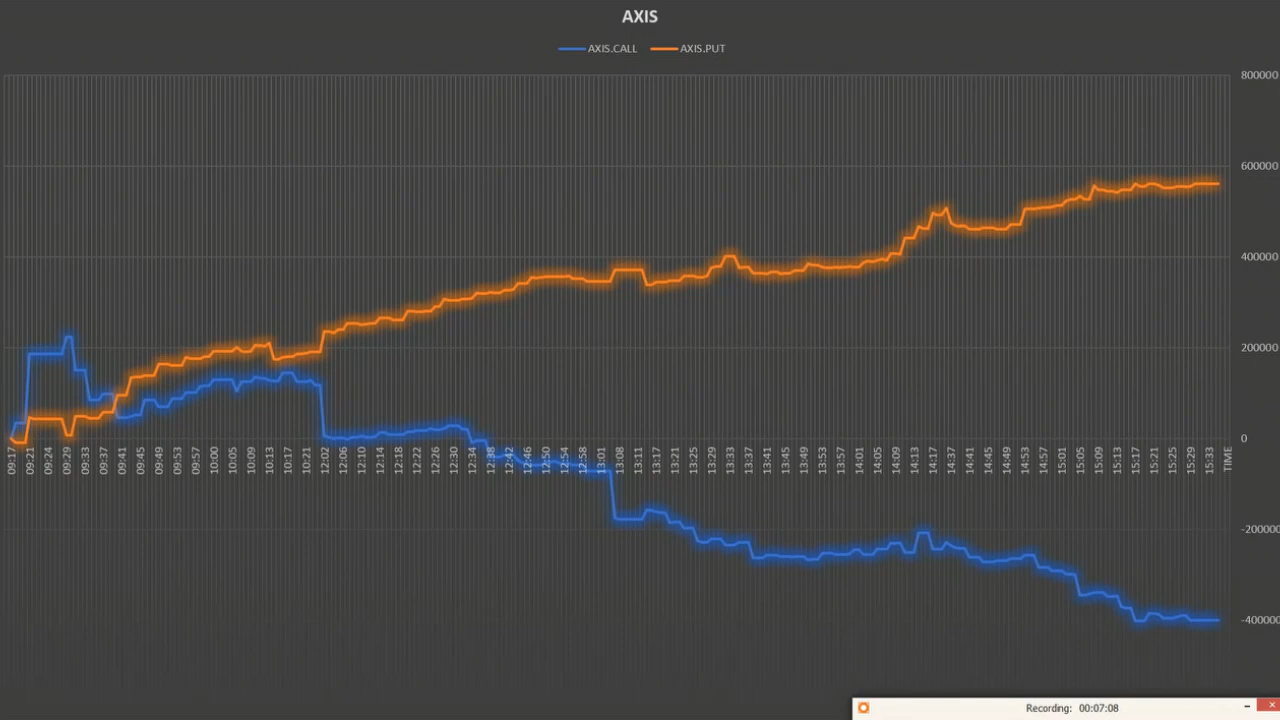 AXIS
AXIS.CALL AXIS.PUT
800000
600000
400000
200000
0
-200000
-400000
09:17 09:21 09:24 09:29 09:33 09:37 09:41 09:45 09:49 09:53 09:57 10:00 10:05 10:09 10:13 10:17 10:21 12:02 12:06 12:10 12:14 12:18 12:22 12:26 12:30 12:34 12:38 12:42 12:46 12:50 12:54 12:58 13:01 13:08 13:11 13:17 13:21 13:25 13:29 13:33 13:37 13:41 13:45 13:49 13:53 13:57 14:01 14:05 14:09 14:13 14:17 14:37 14:41 14:45 14:49 14:53 14:57 15:01 15:05 15:09 15:13 15:17 15:21 15:25 15:29 15:33 TIME
Recording: 00:07:08